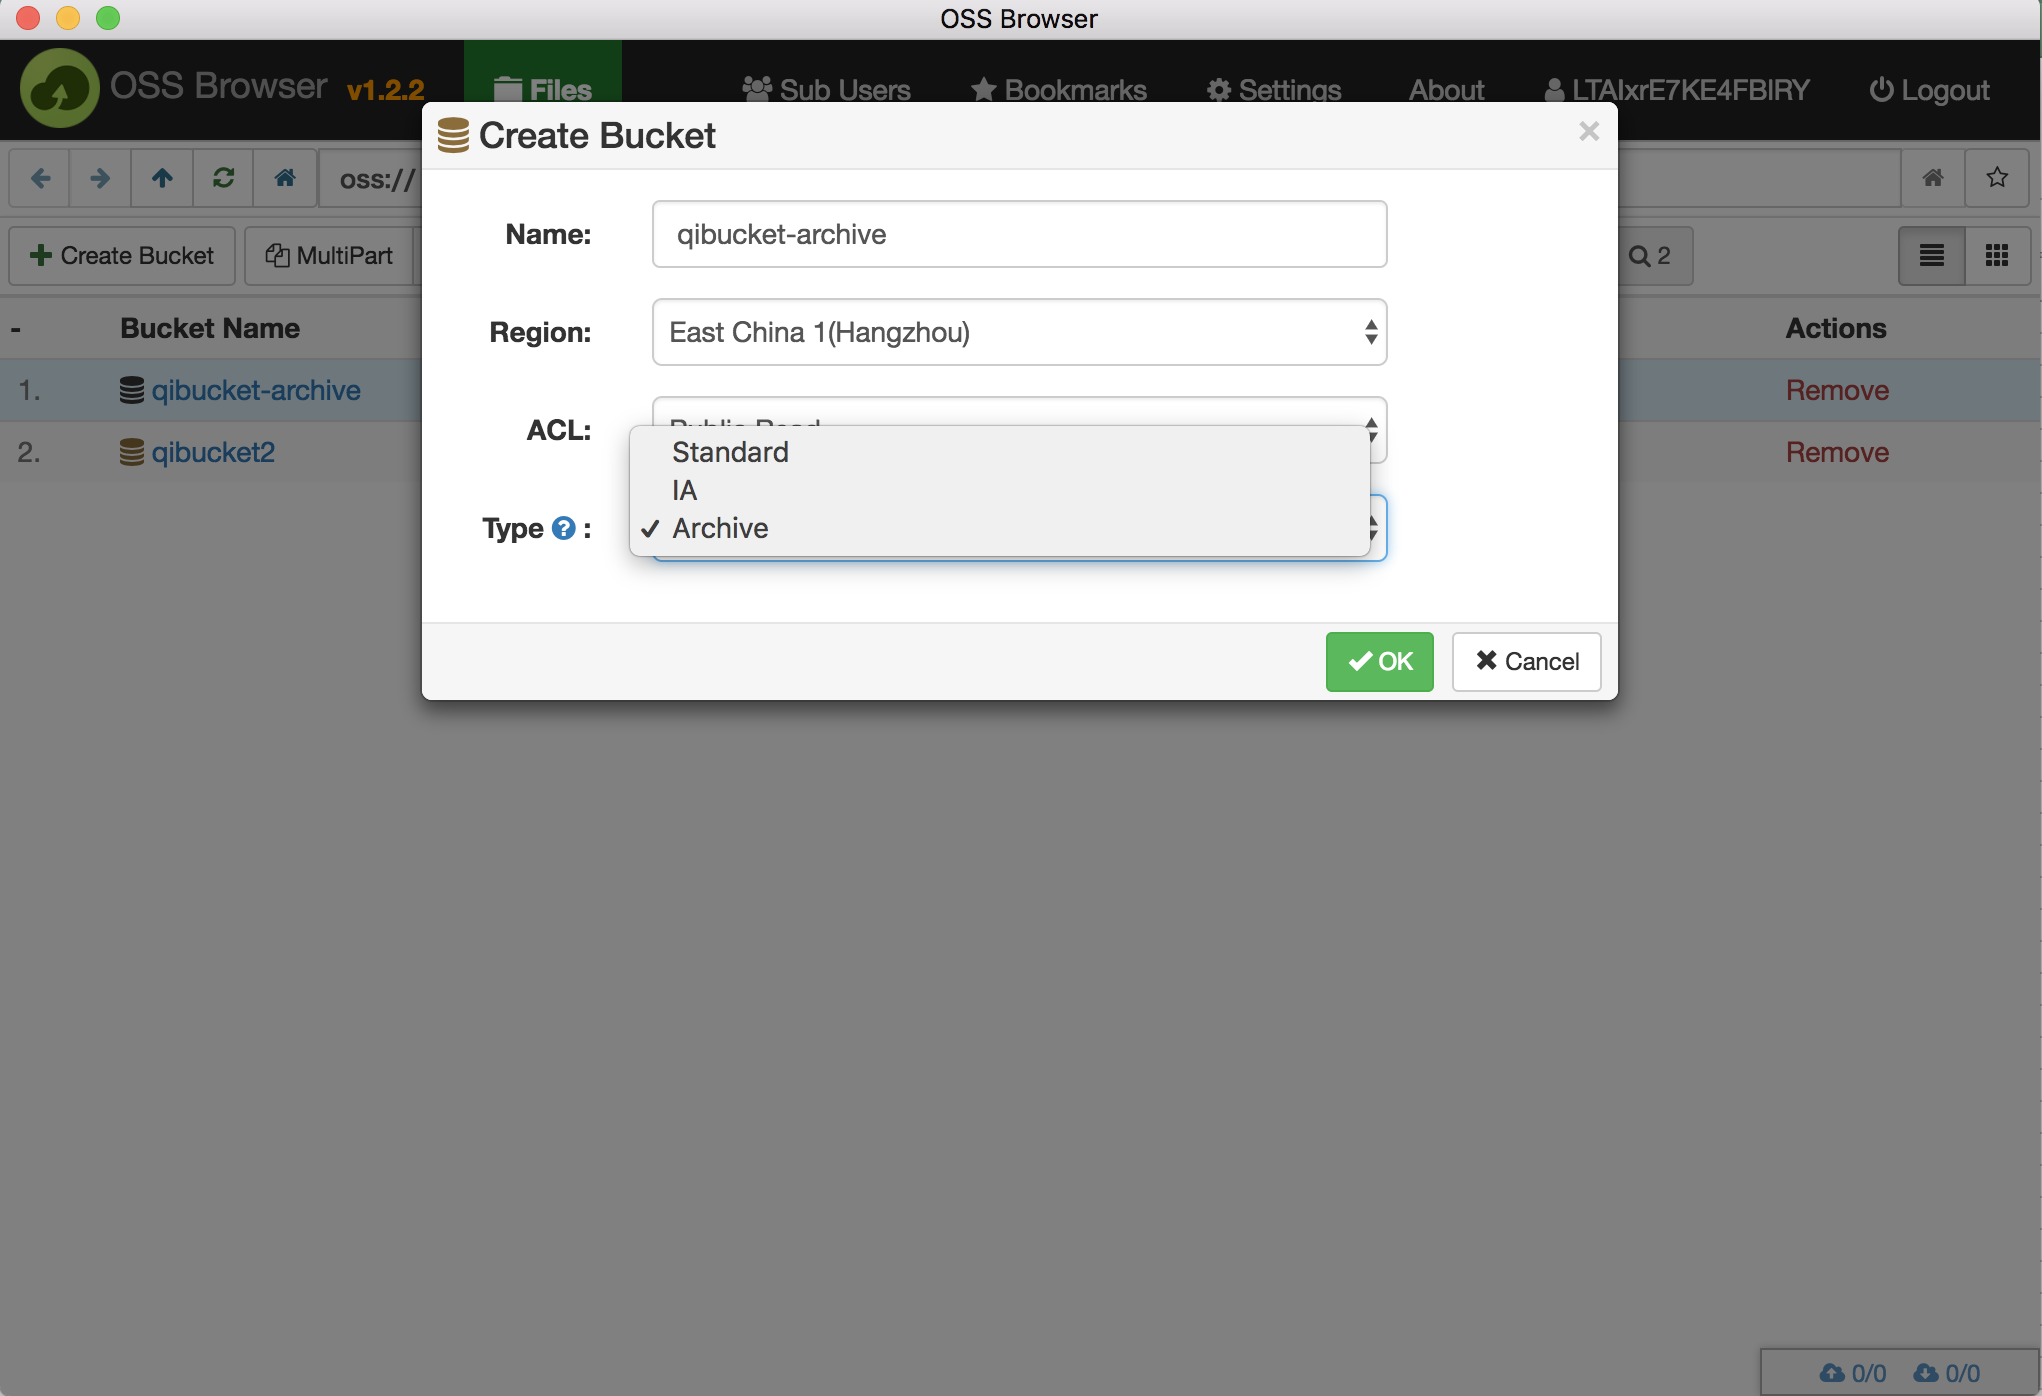 OSS Browser
OSS Browser v1.2.2 Files Sub Users Bookmarks Settings About LTAIxrE7KE4FBIRY Logout
Create Bucket ×
oss://
Name: qibucket-archive
Create Bucket MultiPart 2
Region: East China 1(Hangzhou)
- Bucket Name Actions
1. qibucket-archive Remove
ACL: Public Read
Standard
2. qibucket2 Remove
IA
Type ? : ✓ Archive
OK Cancel
0/0 0/0